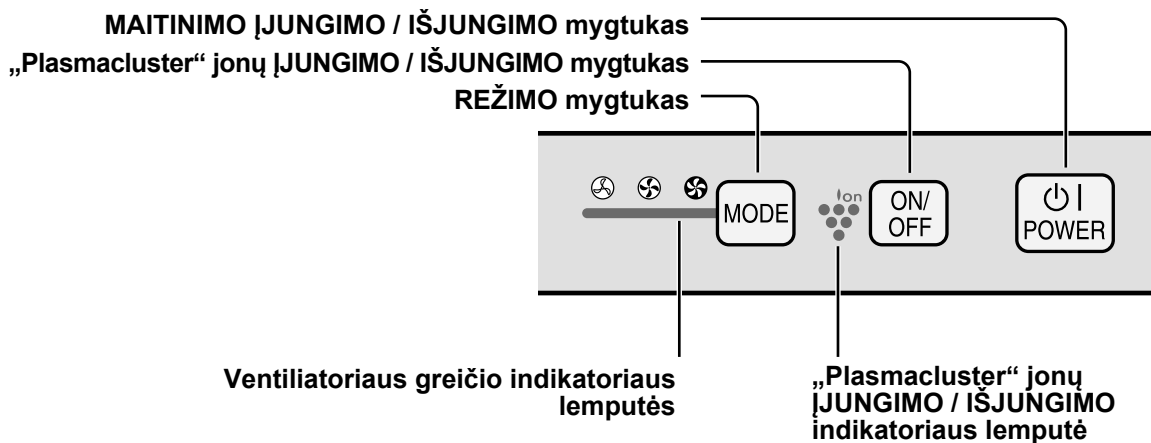 MAITINIMO ĮJUNGIMO / IŠJUNGIMO mygtukas
„Plasmacluster“ jonų ĮJUNGIMO / IŠJUNGIMO mygtukas
REŽIMO mygtukas
MODE
ion
ON/
OFF
POWER
Ventiliatoriaus greičio indikatoriaus
lemputės
„Plasmacluster“ jonų
ĮJUNGIMO / IŠJUNGIMO
indikatoriaus lemputė